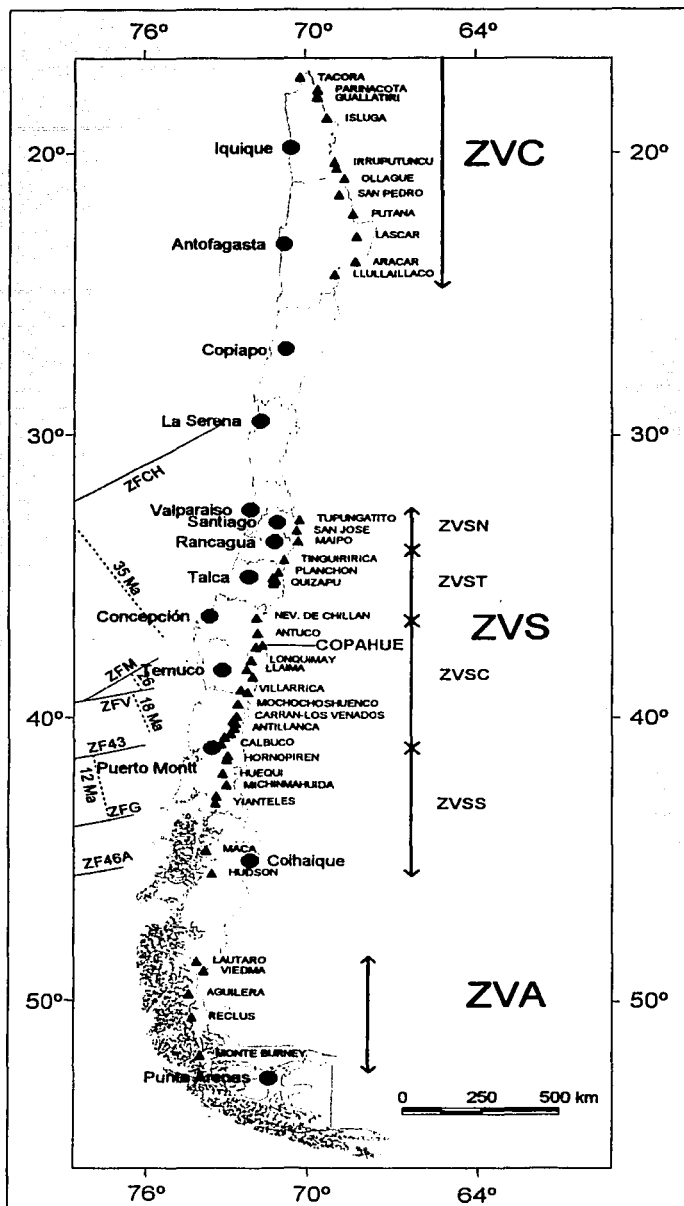 76º 70º 64º
TACORA
PARINACOTA
GUALLATIRI
ISLUGA
ZVC
20º Iquique 20º
IRRUPUTUNCU
OLLAGUE
SAN PEDRO
PUTANA
Antofagasta
LASCAR
ARACAR
LLULLAILLACO
Copiapo
La Serena
30º 30º
ZFCH
Valparaiso
Santiago
Rancagua
TUPUNGATITO
SAN JOSE
MAIPO
ZVSN
TINGUIRIRICA
PLANCHON
QUIZAPU
Talca
ZVST
35 Ma
Concepción
NEV. DE CHILLAN
ANTUCO
COPAHUE
ZVS
LONQUIMAY
LLAIMA
Temuco
ZVSC
ZFM
26
ZFV
18 Ma
VILLARRICA
MOCHOCHOSHUENCO
40º CARRAN-LOS VENADOS 40º
ANTILLANCA
ZF43
CALBUCO
Puerto Montt
HORNOPIREN
12 Ma
HUEQUI
MICHINMAHUIDA
YIANTELES
ZVSS
ZFG
ZF46A
MACA
Coihaique
HUDSON
LAUTARO
VIEDMA
AGUILERA
50º ZVA 50º
RECLUS
MONTE BURNEY
Punta Arenas
0 250 500 km
76º 70º 64º